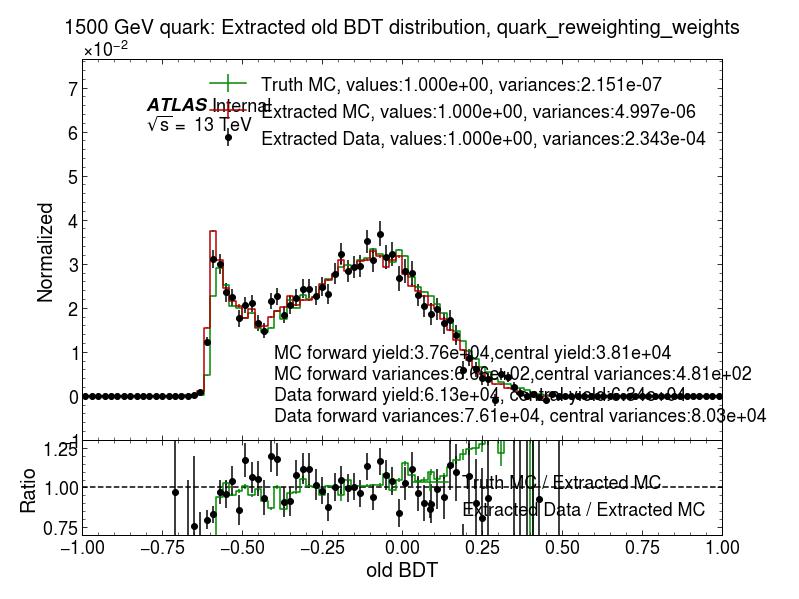 1500 GeV quark: Extracted old BDT distribution, quark_reweighting_weights
×10⁻²
Truth MC, values:1.000e+00, variances:2.151e-07
ATLAS Internal
Extracted MC, values:1.000e+00, variances:4.997e-06
√s = 13 TeV
Extracted Data, values:1.000e+00, variances:2.343e-04
7
6
5
4
3
2
1
0
−1
Normalized
MC forward yield:3.76e+04,central yield:3.81e+04
central variances:4.81e+02
Data forward yield:6.13e+04,
Data forward variances:7.61e+04, central variances:8.03e+04
1.25
1.00
0.75
Ratio
Truth MC / Extracted MC
Extracted Data / Extracted MC
−1.00 −0.75 −0.50 −0.25 0.00 0.25 0.50 0.75 1.00
old BDT